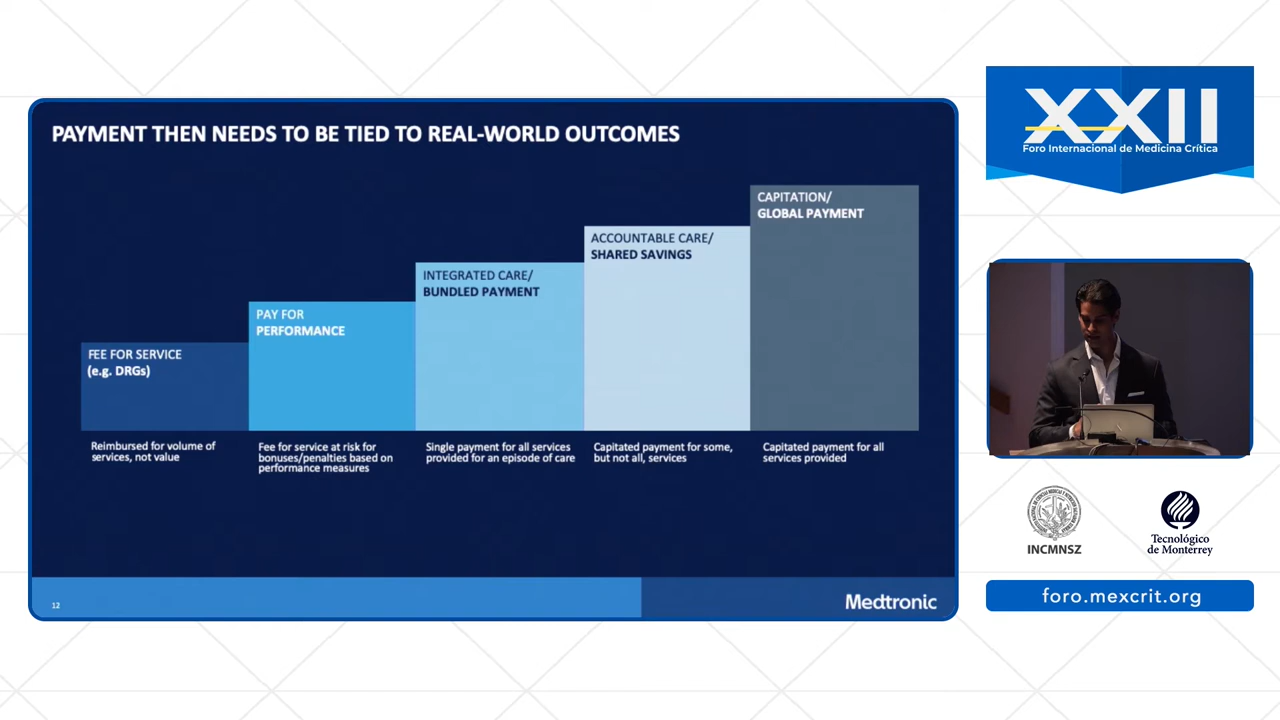 PAYMENT THEN NEEDS TO BE TIED TO REAL-WORLD OUTCOMES
FEE FOR SERVICE
(e.g. DRGs)
Reimbursed for volume of
services, not value
PAY FOR
PERFORMANCE
Fee for service at risk for
bonuses/penalties based on
performance measures
INTEGRATED CARE/
BUNDLED PAYMENT
Single payment for all services
provided for an episode of care
ACCOUNTABLE CARE/
SHARED SAVINGS
Capitated payment for some,
but not all, services
CAPITATION/
GLOBAL PAYMENT
Capitated payment for all
services provided
12
Medtronic
XXII
Foro Internacional de Medicina Crítica
INCMNSZ
Tecnológico
de Monterrey
foro.mexcrit.org